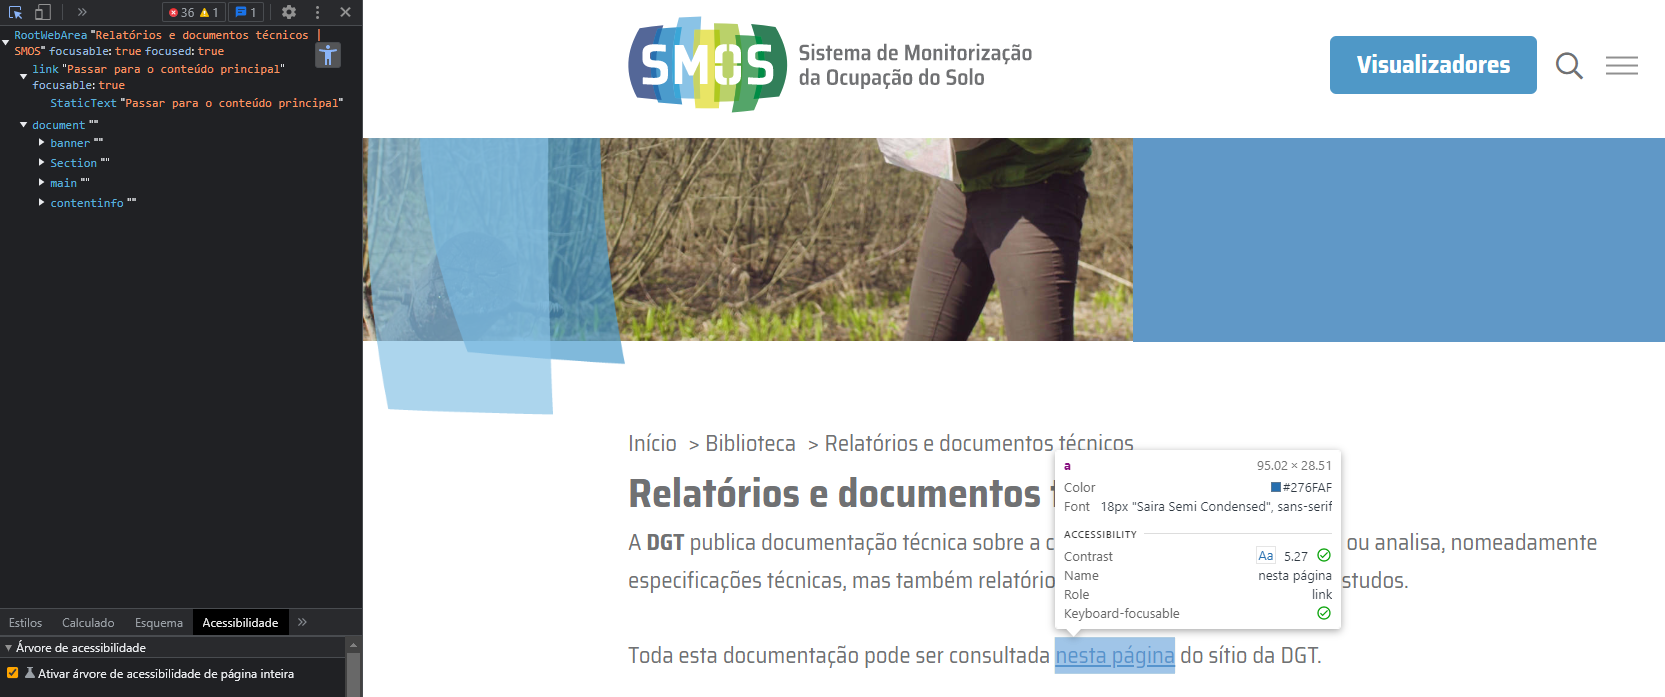 36 1 1
RootWebArea "Relatórios e documentos técnicos |
SMOS" focusable: true focused: true
link "Passar para o conteúdo principal"
focusable: true
StaticText "Passar para o conteúdo principal"
document ""
banner ""
Section ""
main ""
contentinfo ""
Estilos Calculado Esquema Acessibilidade
Árvore de acessibilidade
Ativar árvore de acessibilidade de página inteira
SMOS
Sistema de Monitorização
da Ocupação do Solo
Visualizadores
Início > Biblioteca > Relatórios e documentos técnicos
Relatórios e documentos
A DGT publica documentação técnica sobre a ou analisa, nomeadamente
especificações técnicas, mas também relatório studos.
a 95.02 × 28.51
Color #276FAF
Font 18px "Saira Semi Condensed", sans-serif
ACCESSIBILITY
Contrast Aa 5.27
Name nesta página
Role link
Keyboard-focusable
Toda esta documentação pode ser consultada nesta página do sítio da DGT.